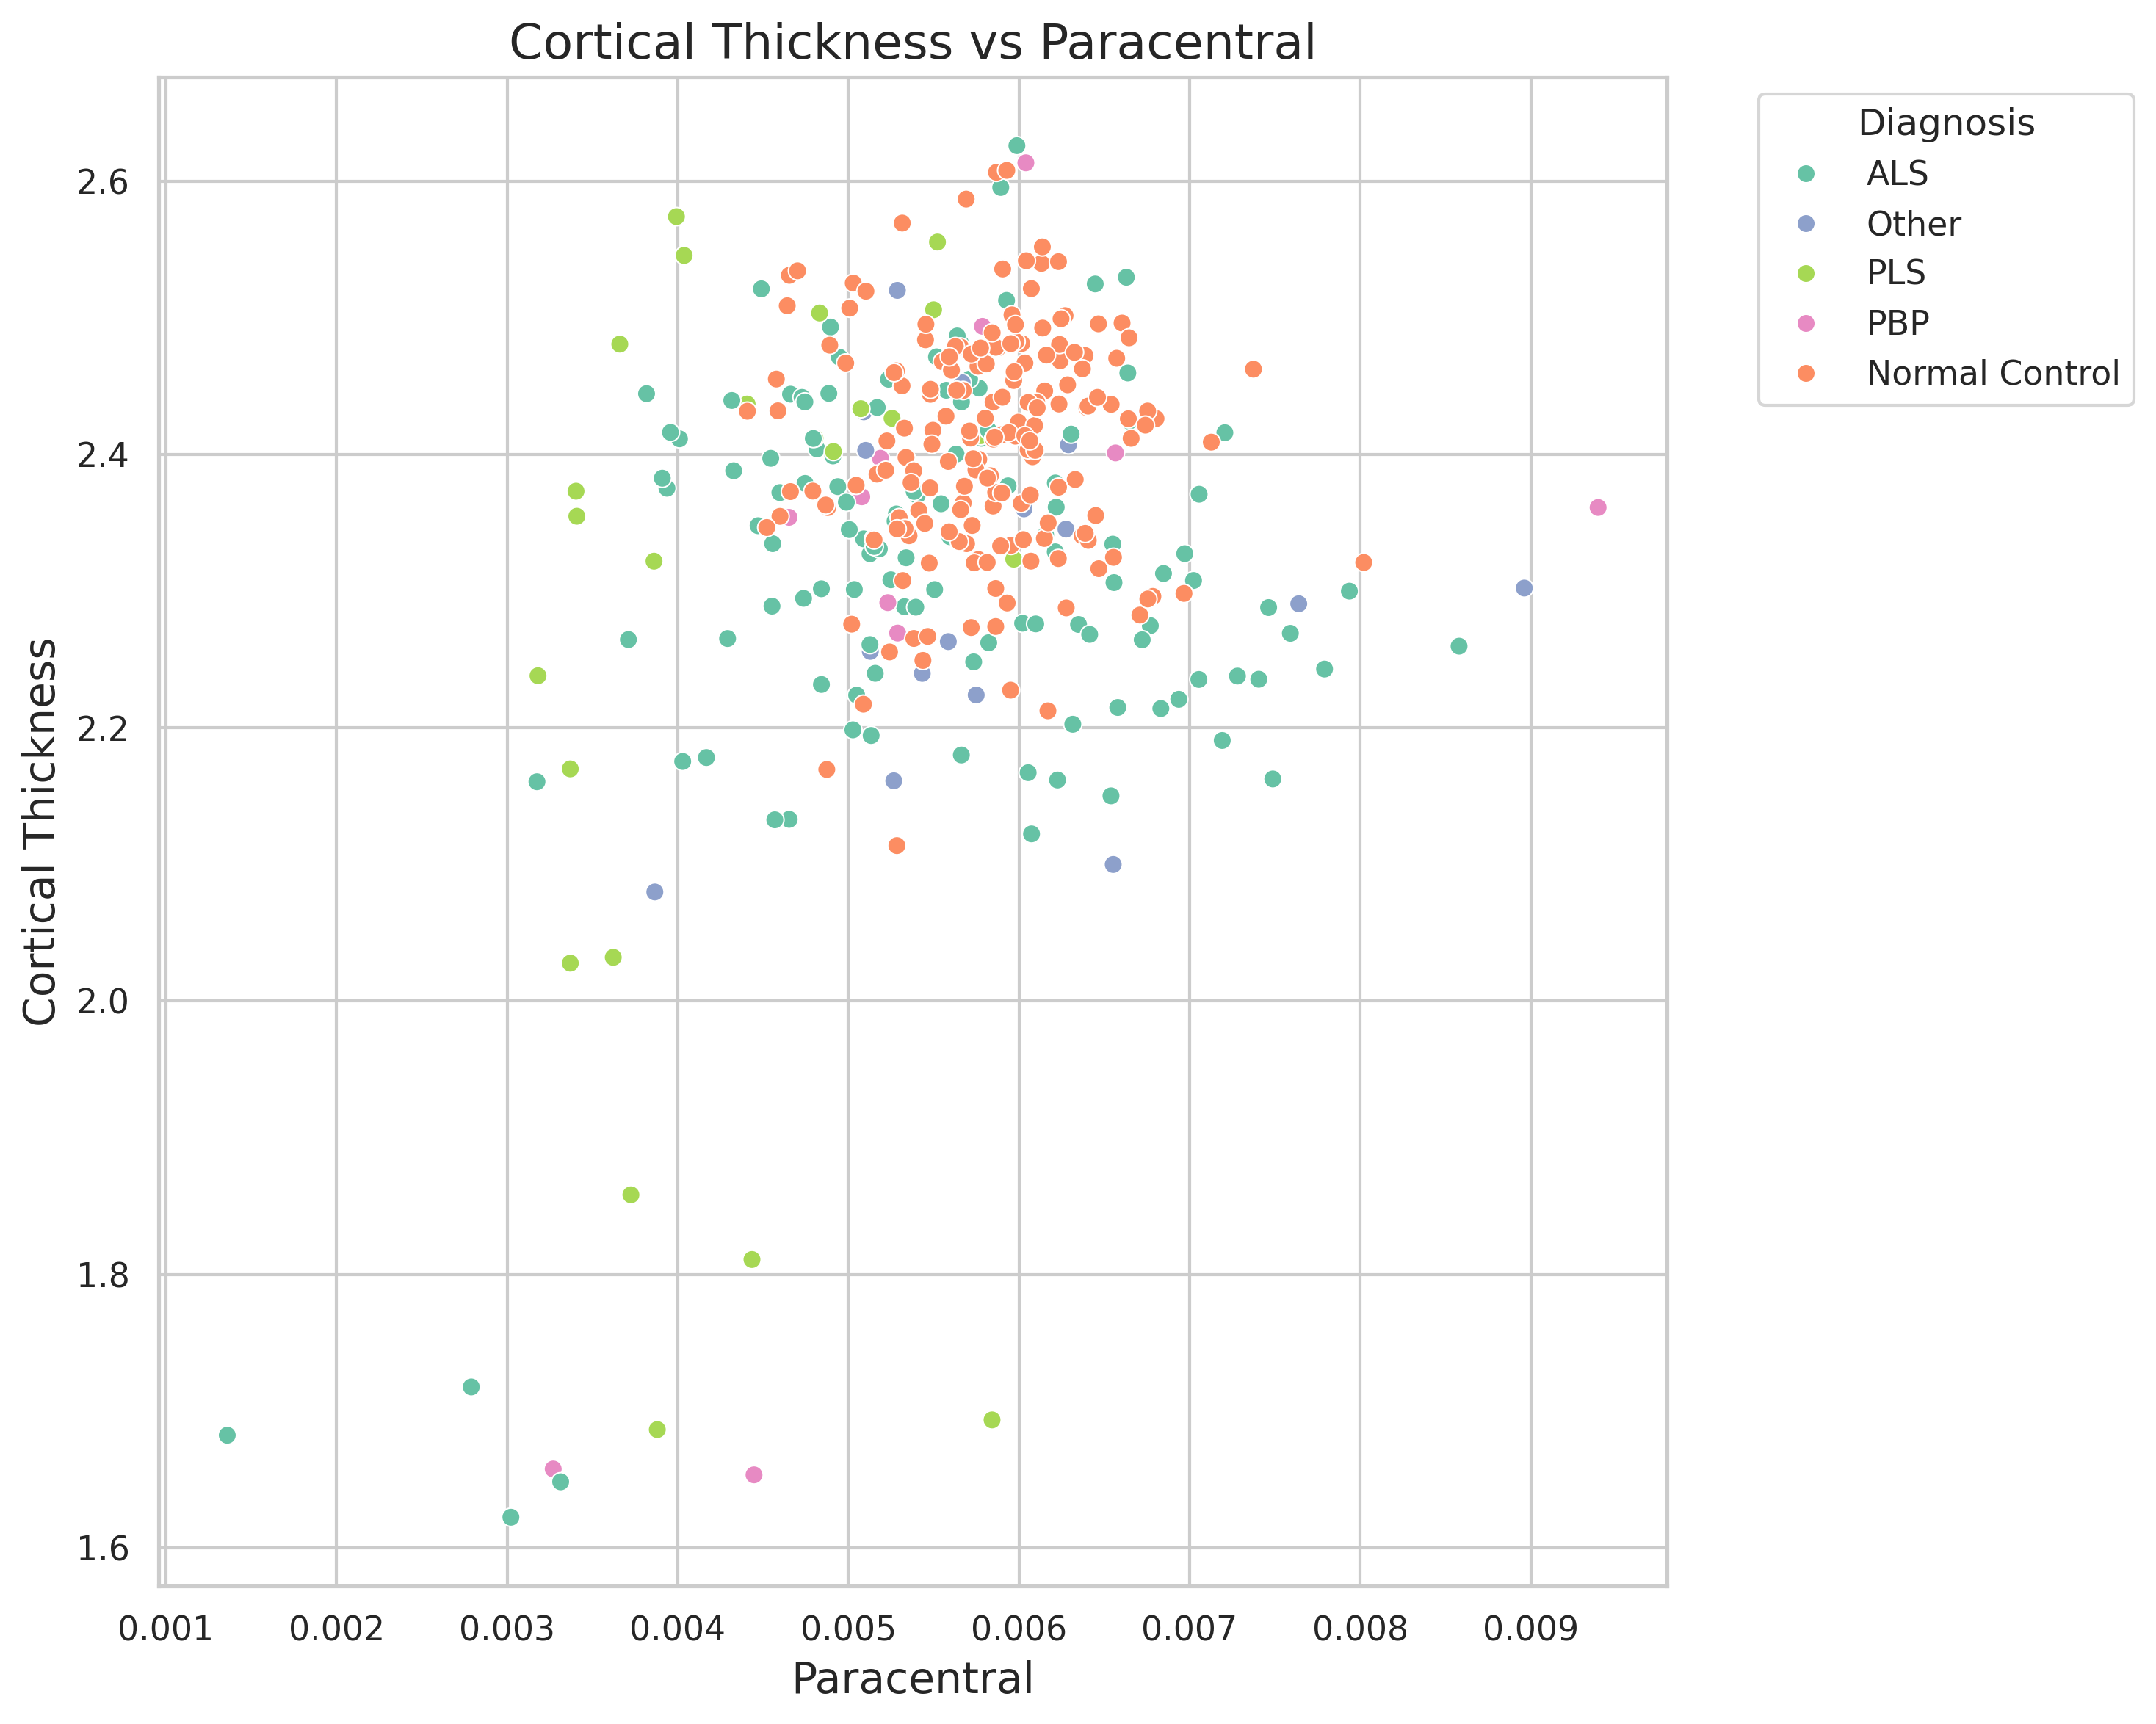 Cortical Thickness vs Paracentral
Diagnosis
ALS
Other
PLS
PBP
Normal Control
Cortical Thickness
2.6
2.4
2.2
2.0
1.8
1.6
0.001 0.002 0.003 0.004 0.005 0.006 0.007 0.008 0.009
Paracentral